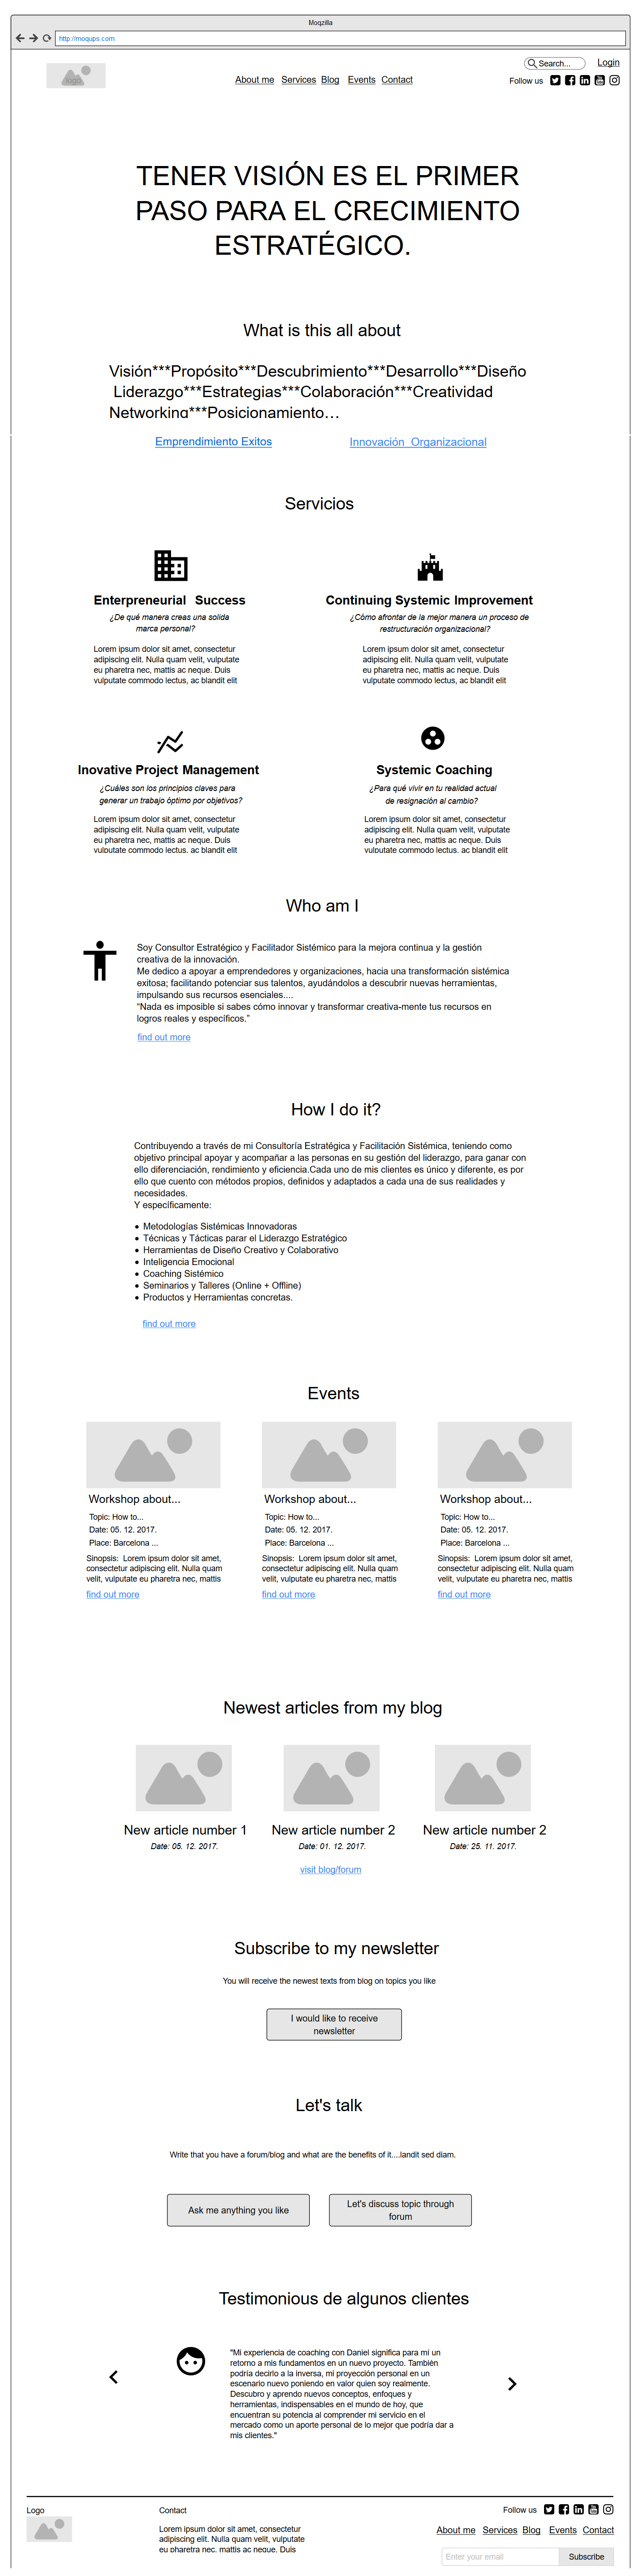 Moqzilla
http://moqups.com
logo
Search...
Login
About me Services Blog Events Contact
Follow us
TENER VISIÓN ES EL PRIMER
PASO PARA EL CRECIMIENTO
ESTRATÉGICO.
What is this all about
Visión***Propósito***Descubrimiento***Desarrollo***Diseño
Liderazgo***Estrategias***Colaboración***Creatividad
Networking***Posicionamiento…
Emprendimiento Exitos
Innovación Organizacional
Servicios
Enterpreneurial Success
¿De qué manera creas una solida
marca personal?
Lorem ipsum dolor sit amet, consectetur
adipiscing elit. Nulla quam velit, vulputate
eu pharetra nec, mattis ac neque. Duis
vulputate commodo lectus, ac blandit elit
Continuing Systemic Improvement
¿Cómo afrontar de la mejor manera un proceso de
restructuración organizacional?
Lorem ipsum dolor sit amet, consectetur
adipiscing elit. Nulla quam velit, vulputate
eu pharetra nec, mattis ac neque. Duis
vulputate commodo lectus, ac blandit elit
Inovative Project Management
¿Cuáles son los principios claves para
generar un trabajo óptimo por objetivos?
Lorem ipsum dolor sit amet, consectetur
adipiscing elit. Nulla quam velit, vulputate
eu pharetra nec, mattis ac neque. Duis
vulputate commodo lectus, ac blandit elit
Systemic Coaching
¿Para qué vivir en tu realidad actual
de resignación al cambio?
Lorem ipsum dolor sit amet, consectetur
adipiscing elit. Nulla quam velit, vulputate
eu pharetra nec, mattis ac neque. Duis
vulputate commodo lectus, ac blandit elit
Who am I
Soy Consultor Estratégico y Facilitador Sistémico para la mejora continua y la gestión
creativa de la innovación.
Me dedico a apoyar a emprendedores y organizaciones, hacia una transformación sistémica
exitosa; facilitando potenciar sus talentos, ayudándolos a descubrir nuevas herramientas,
impulsando sus recursos esenciales....
“Nada es imposible si sabes cómo innovar y transformar creativa-mente tus recursos en
logros reales y específicos.”
find out more
How I do it?
Contribuyendo a través de mi Consultoría Estratégica y Facilitación Sistémica, teniendo como
objetivo principal apoyar y acompañar a las personas en su gestión del liderazgo, para ganar con
ello diferenciación, rendimiento y eficiencia.Cada uno de mis clientes es único y diferente, es por
ello que cuento con métodos propios, definidos y adaptados a cada una de sus realidades y
necesidades.
Y específicamente:
● Metodologías Sistémicas Innovadoras
● Técnicas y Tácticas parar el Liderazgo Estratégico
● Herramientas de Diseño Creativo y Colaborativo
● Inteligencia Emocional
● Coaching Sistémico
● Seminarios y Talleres (Online + Offline)
● Productos y Herramientas concretas.
find out more
Events
Workshop about...
Topic: How to...
Date: 05. 12. 2017.
Place: Barcelona ...
Sinopsis: Lorem ipsum dolor sit amet,
consectetur adipiscing elit. Nulla quam
velit, vulputate eu pharetra nec, mattis
find out more
Workshop about...
Topic: How to...
Date: 05. 12. 2017.
Place: Barcelona ...
Sinopsis: Lorem ipsum dolor sit amet,
consectetur adipiscing elit. Nulla quam
velit, vulputate eu pharetra nec, mattis
find out more
Workshop about...
Topic: How to...
Date: 05. 12. 2017.
Place: Barcelona ...
Sinopsis: Lorem ipsum dolor sit amet,
consectetur adipiscing elit. Nulla quam
velit, vulputate eu pharetra nec, mattis
find out more
Newest articles from my blog
New article number 1
Date: 05. 12. 2017.
New article number 2
Date: 01. 12. 2017.
New article number 2
Date: 25. 11. 2017.
visit blog/forum
Subscribe to my newsletter
You will receive the newest texts from blog on topics you like
I would like to receive
newsletter
Let's talk
Write that you have a forum/blog and what are the benefits of it....landit sed diam.
Ask me anything you like
Let's discuss topic through
forum
Testimonious de algunos clientes
"Mi experiencia de coaching con Daniel significa para mí un
retorno a mis fundamentos en un nuevo proyecto. También
podría decirlo a la inversa, mi proyección personal en un
escenario nuevo poniendo en valor quien soy realmente.
Descubro y aprendo nuevos conceptos, enfoques y
herramientas, indispensables en el mundo de hoy, que
encuentran su potencia al comprender mi servicio en el
mercado como un aporte personal de lo mejor que podría dar a
mis clientes."
Logo
Contact
Lorem ipsum dolor sit amet, consectetur
adipiscing elit. Nulla quam velit, vulputate
eu pharetra nec, mattis ac neque. Duis
Follow us
About me Services Blog Events Contact
Enter your email
Subscribe